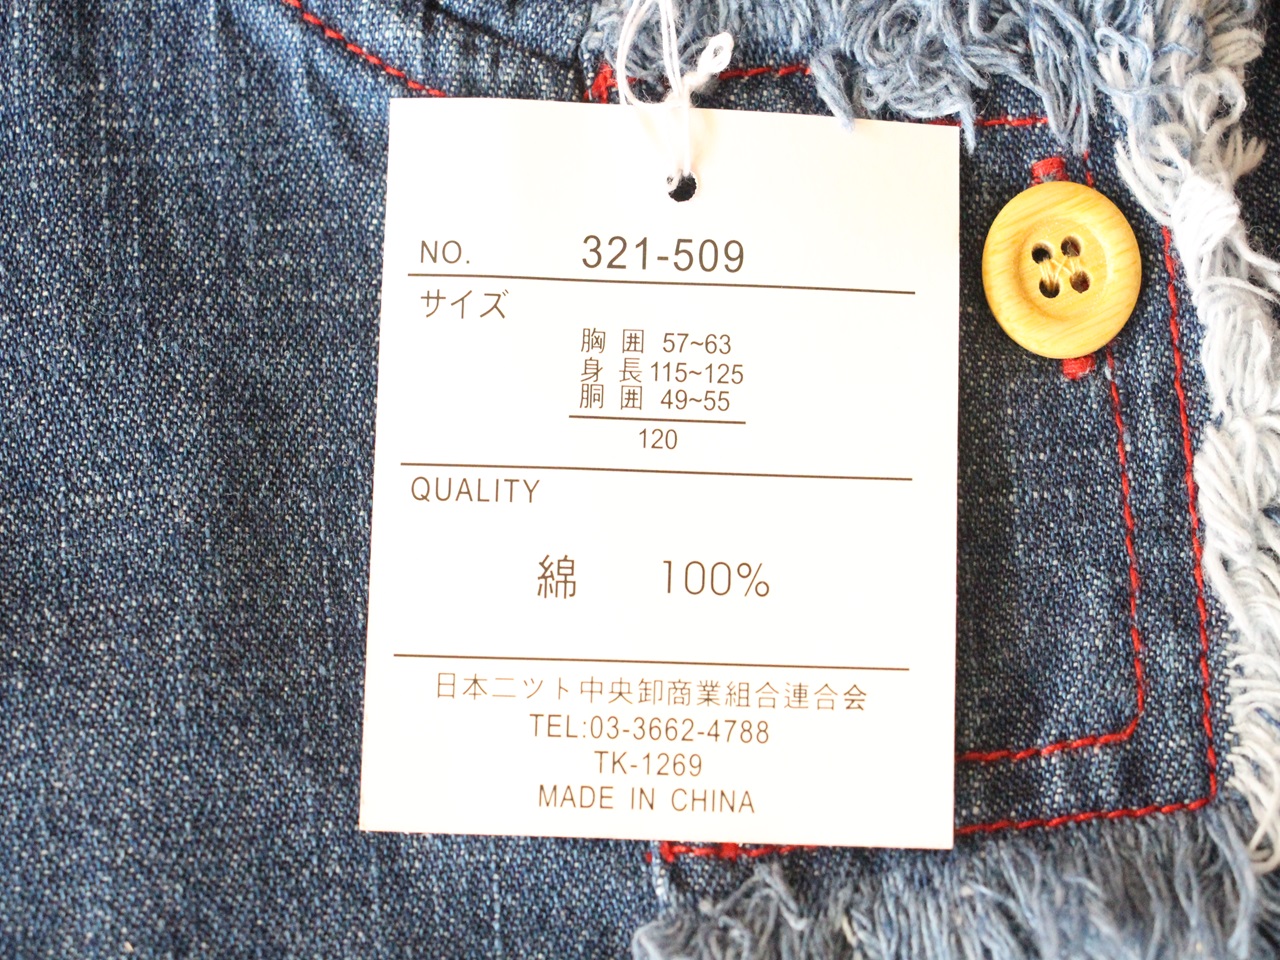 NO. 321-509
サイズ
胸 囲 57~63
身 長 115~125
胴 囲 49~55
120
QUALITY
綿 100%
日本ニット中央卸商業組合連合会
TEL:03-3662-4788
TK-1269
MADE IN CHINA